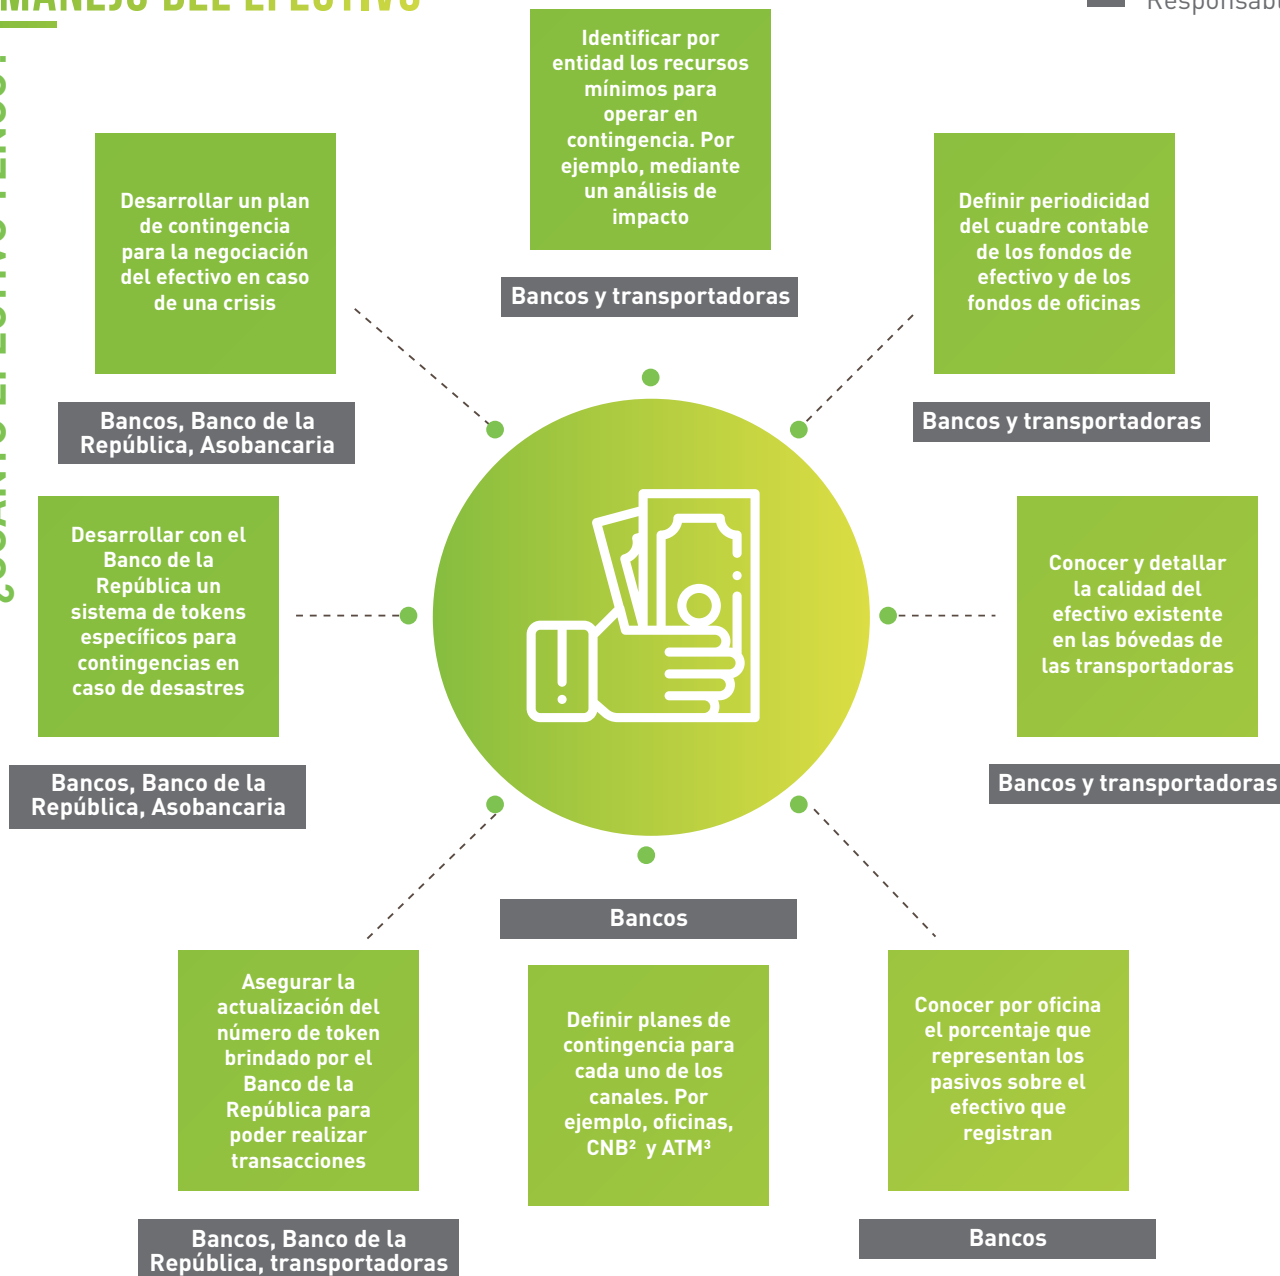 MANEJO DEL EFECTIVO
Identificar por
entidad los recursos
mínimos para
operar en
contingencia. Por
ejemplo, mediante
un análisis de
impacto
Bancos y transportadoras
Desarrollar un plan
de contingencia
para la negociación
del efectivo en caso
de una crisis
Bancos, Banco de la
República, Asobancaria
Definir periodicidad
del cuadre contable
de los fondos de
efectivo y de los
fondos de oficinas
Bancos y transportadoras
Desarrollar con el
Banco de la
República un
sistema de tokens
específicos para
contingencias en
caso de desastres
Bancos, Banco de la
República, Asobancaria
Conocer y detallar
la calidad del
efectivo existente
en las bóvedas de
las transportadoras
Bancos y transportadoras
Asegurar la
actualización del
número de token
brindado por el
Banco de la
República para
poder realizar
transacciones
Bancos, Banco de la
República, transportadoras
Bancos
Definir planes de
contingencia para
cada uno de los
canales. Por
ejemplo, oficinas,
CNB² y ATM³
Conocer por oficina
el porcentaje que
representan los
pasivos sobre el
efectivo que
registran
Bancos